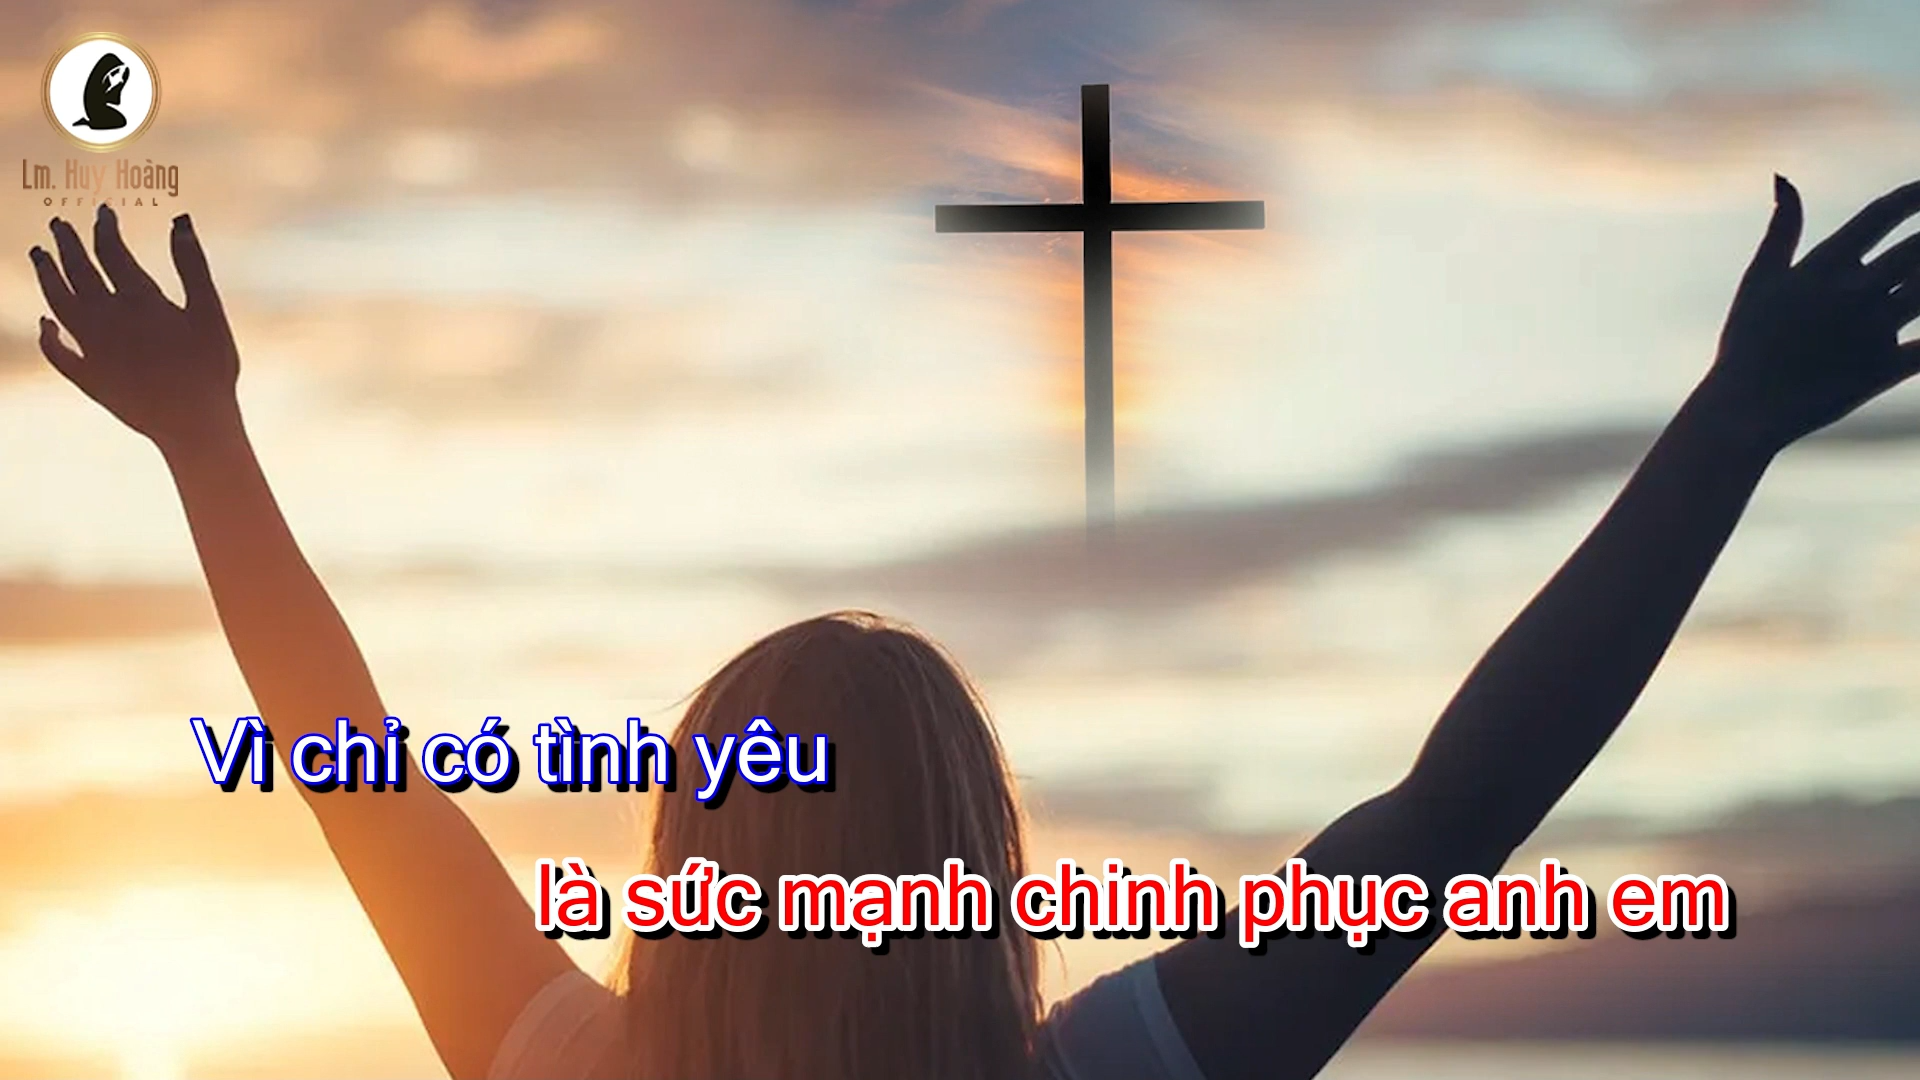 Lm. Huy Hoàng
OFFICIAL
Vì chỉ có tình yêu
là sức mạnh chinh phục anh em